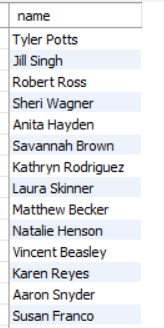 name
Tyler Potts
Jill Singh
Robert Ross
Sheri Wagner
Anita Hayden
Savannah Brown
Kathryn Rodriguez
Laura Skinner
Matthew Becker
Natalie Henson
Vincent Beasley
Karen Reyes
Aaron Snyder
Susan Franco